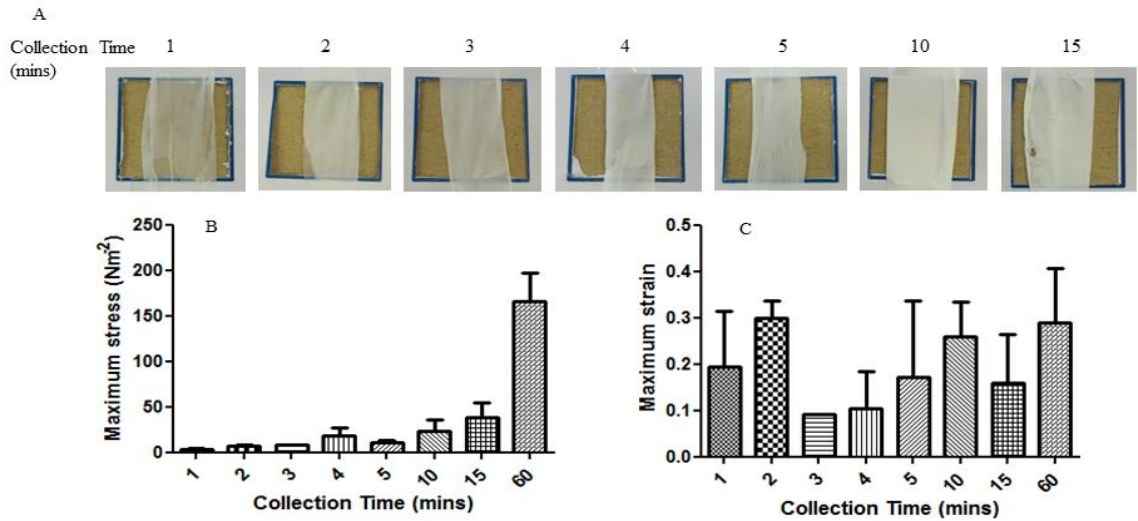 A
Collection Time 1 2 3 4 5 10 15
(mins)
B
Maximum stress (Nm-2)
250
200
150
100
50
0
1 2 3 4 5 10 15 60
Collection Time (mins)
C
Maximum strain
0.5
0.4
0.3
0.2
0.1
0.0
1 2 3 4 5 10 15 60
Collection Time (mins)